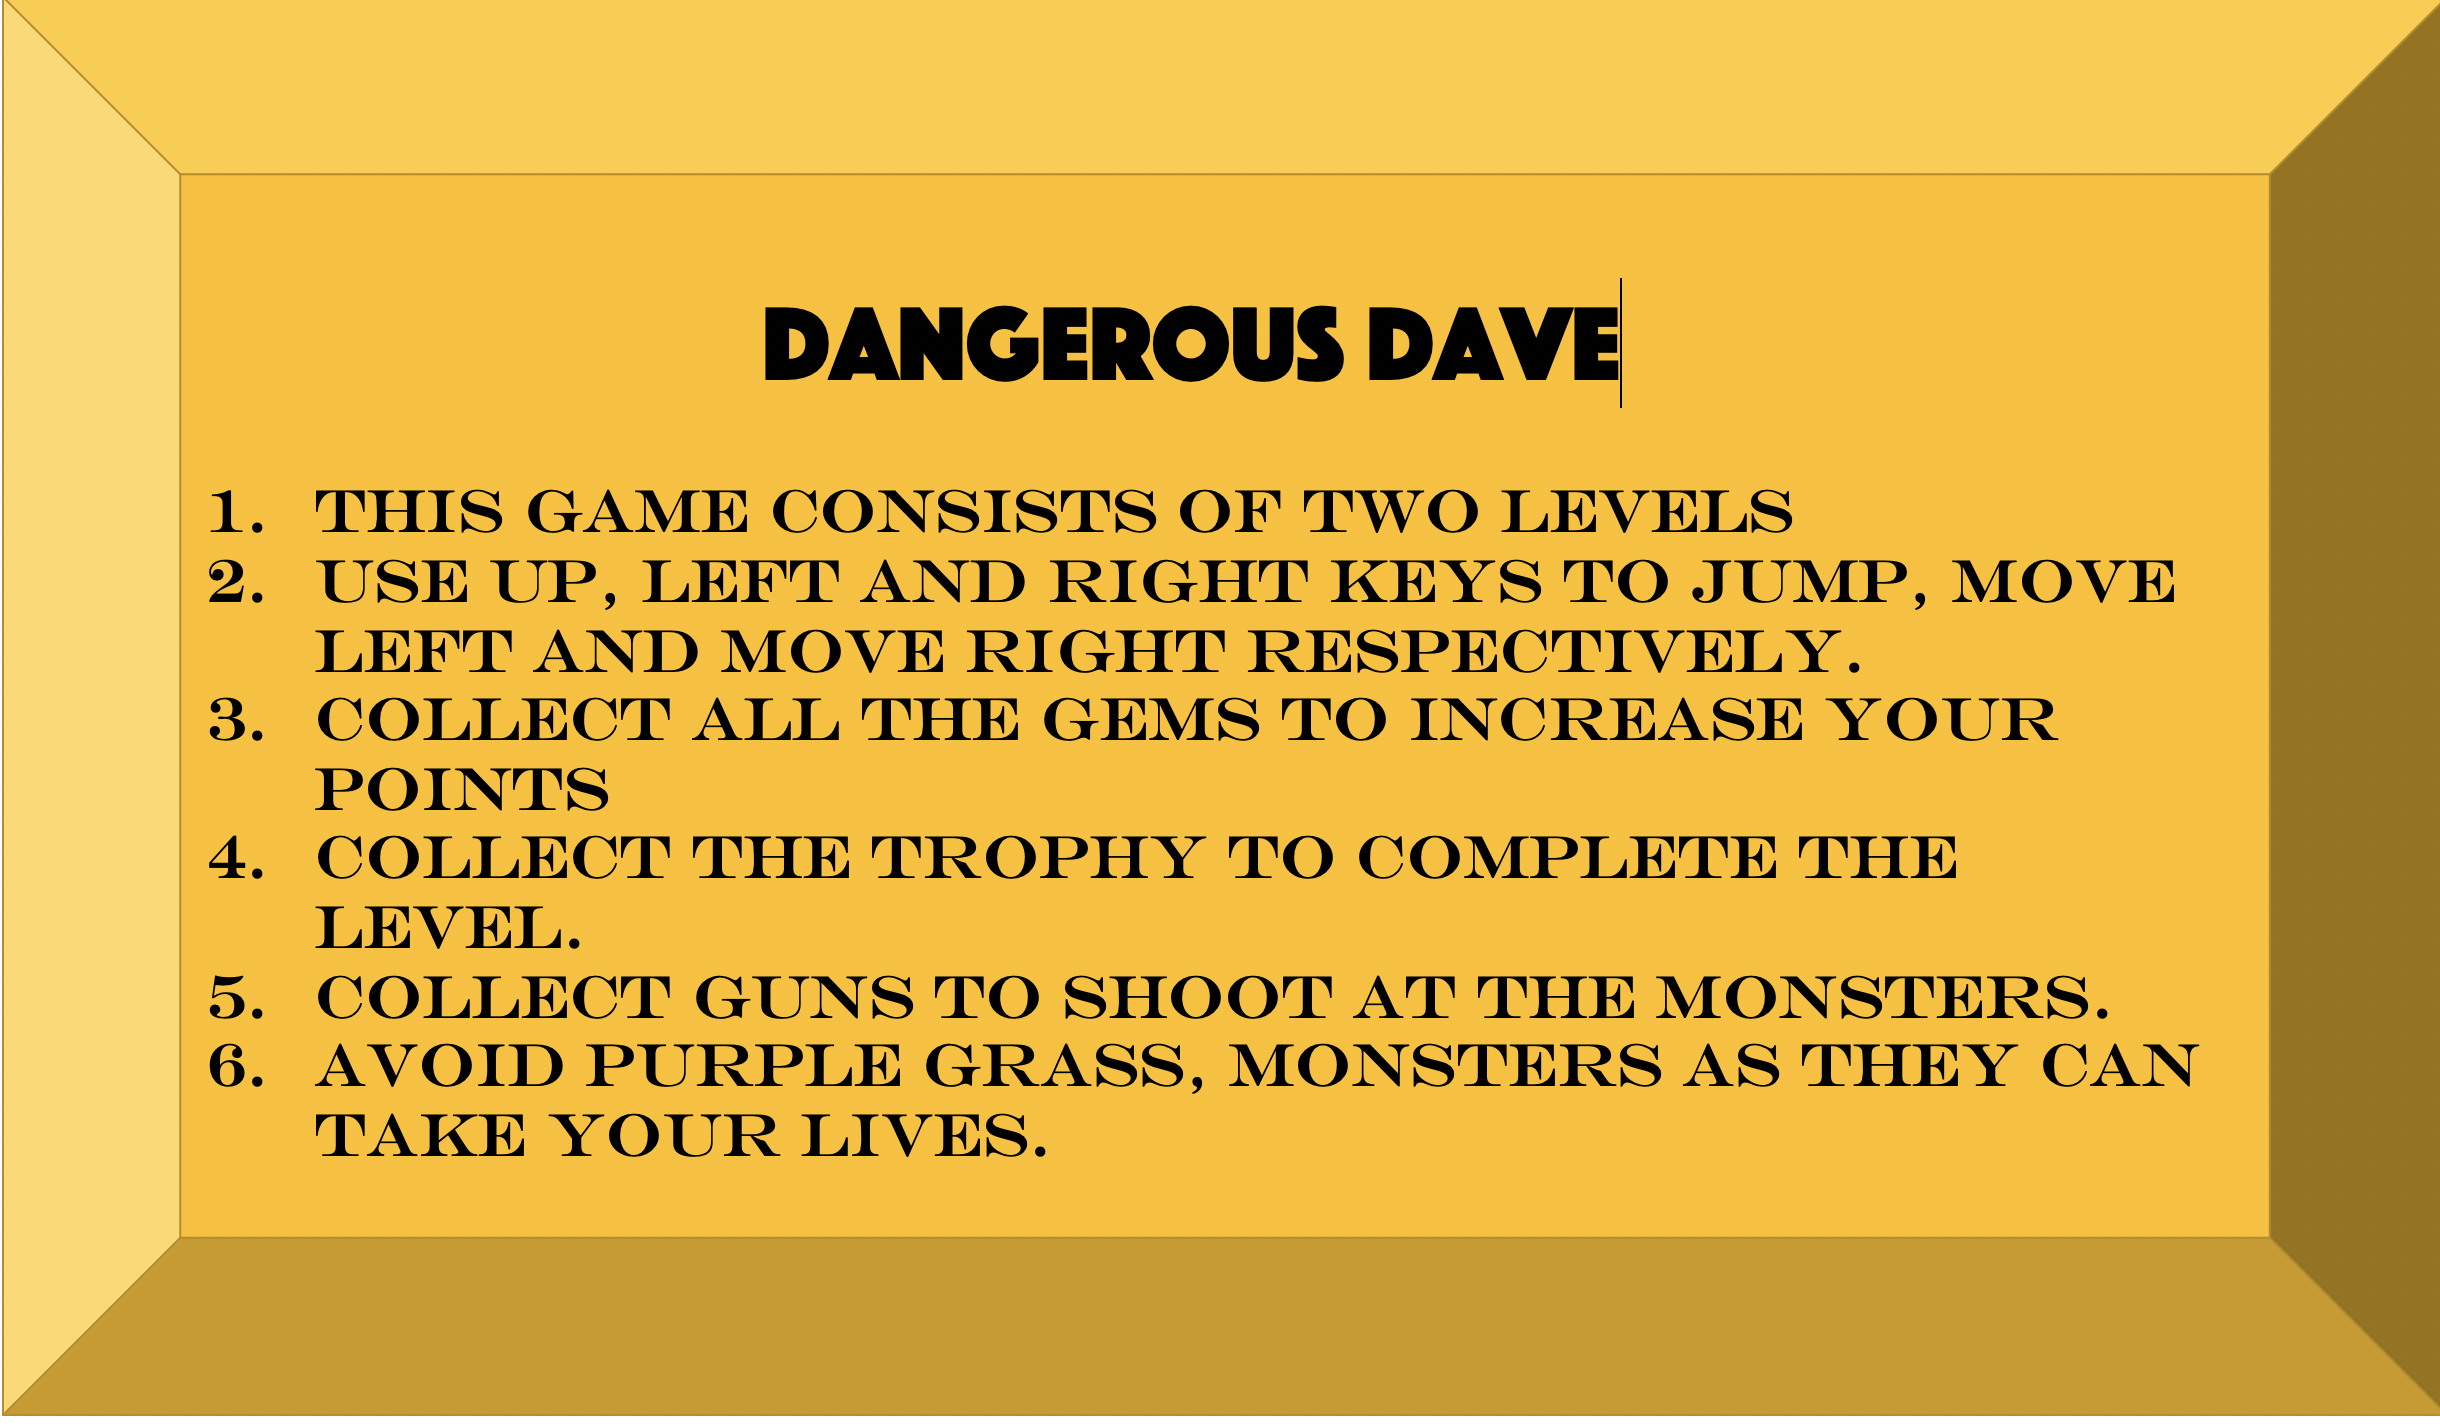 DANGEROUS DAVE
1. THIS GAME CONSISTS OF TWO LEVELS
2. USE UP, LEFT AND RIGHT KEYS TO JUMP, MOVE
LEFT AND MOVE RIGHT RESPECTIVELY.
3. COLLECT ALL THE GEMS TO INCREASE YOUR
POINTS
4. COLLECT THE TROPHY TO COMPLETE THE
LEVEL.
5. COLLECT GUNS TO SHOOT AT THE MONSTERS.
6. AVOID PURPLE GRASS, MONSTERS AS THEY CAN
TAKE YOUR LIVES.